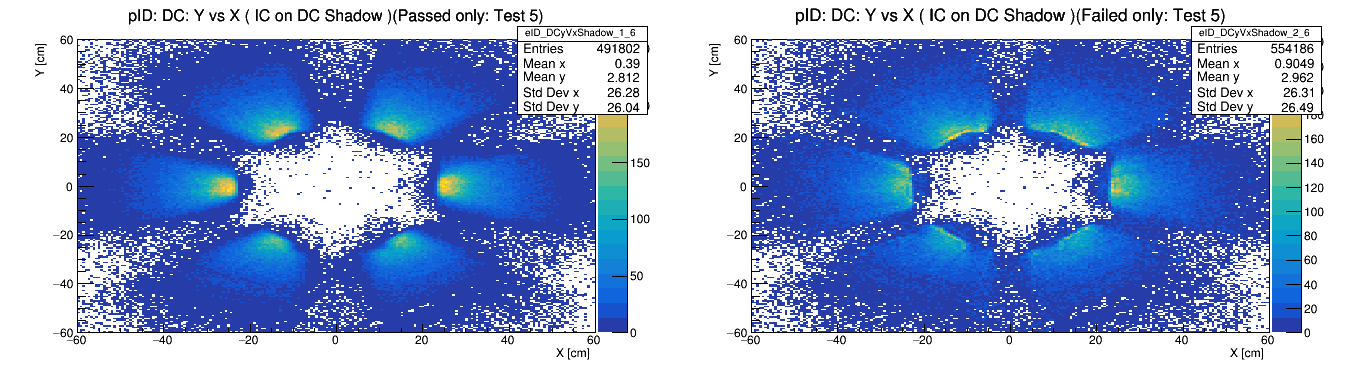 pID: DC: Y vs X ( IC on DC Shadow )(Passed only: Test 5)
eID_DCyVxShadow_1_6
Entries 491802
Mean x 0.39
Mean y 2.812
Std Dev x 26.28
Std Dev y 26.04
Y [cm]
60
40
20
0
−20
−40
−60
−60 −40 −20 0 20 40 60
X [cm]
150
100
50
0
pID: DC: Y vs X ( IC on DC Shadow )(Failed only: Test 5)
eID_DCyVxShadow_2_6
Entries 554186
Mean x 0.9049
Mean y 2.962
Std Dev x 26.31
Std Dev y 26.49
Y [cm]
60
40
20
0
−20
−40
−60
−60 −40 −20 0 20 40 60
X [cm]
180
160
140
120
100
80
60
40
20
0